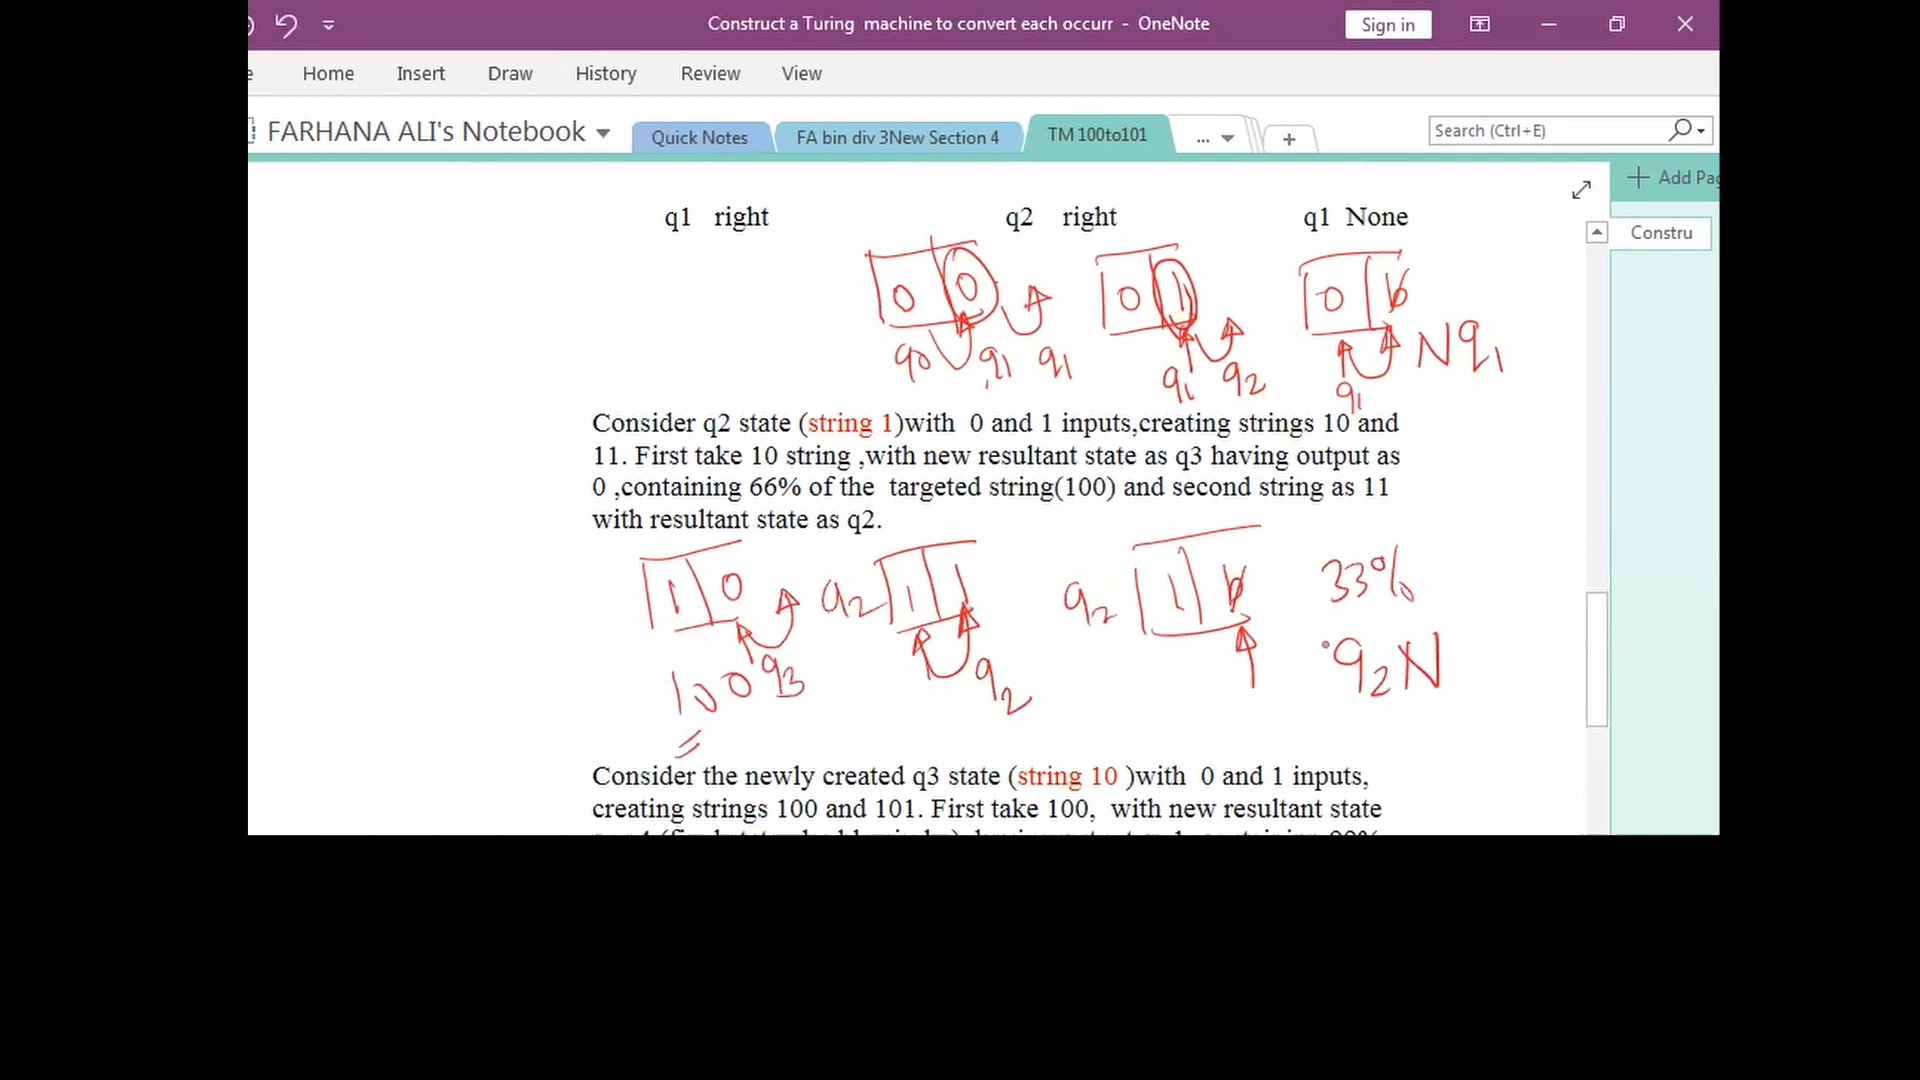 Construct a Turing machine to convert each occurr - OneNote
Sign in
Home Insert Draw History Review View
FARHANA ALI's Notebook
Quick Notes
FA bin div 3New Section 4
TM 100to101
...
+
Search (Ctrl+E)
+ Add Pag
Constru
q1 right q2 right q1 None
0 0 0 1 0 b
q0 q1 q1 q1 q2 q1 N q1
Consider q2 state (string 1)with 0 and 1 inputs,creating strings 10 and
11. First take 10 string ,with new resultant state as q3 having output as
0 ,containing 66% of the targeted string(100) and second string as 11
with resultant state as q2.
1 0 q2 1 1 q2 1 b 33%
100 q3 q2 q2 N
Consider the newly created q3 state (string 10 )with 0 and 1 inputs,
creating strings 100 and 101. First take 100, with new resultant state